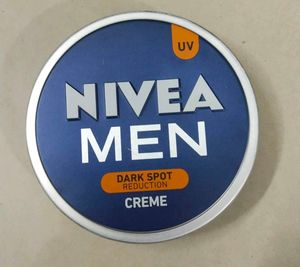 UV
NIVEA
MEN
DARK SPOT
REDUCTION
CREME